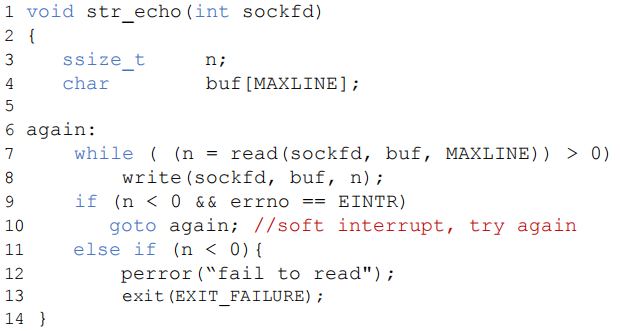 1 void str_echo(int sockfd)
2 {
3     ssize_t     n;
4     char        buf[MAXLINE];
5
6 again:
7     while ( (n = read(sockfd, buf, MAXLINE)) > 0)
8         write(sockfd, buf, n);
9     if (n < 0 && errno == EINTR)
10        goto again; //soft interrupt, try again
11    else if (n < 0){
12        perror(“fail to read");
13        exit(EXIT_FAILURE);
14 }